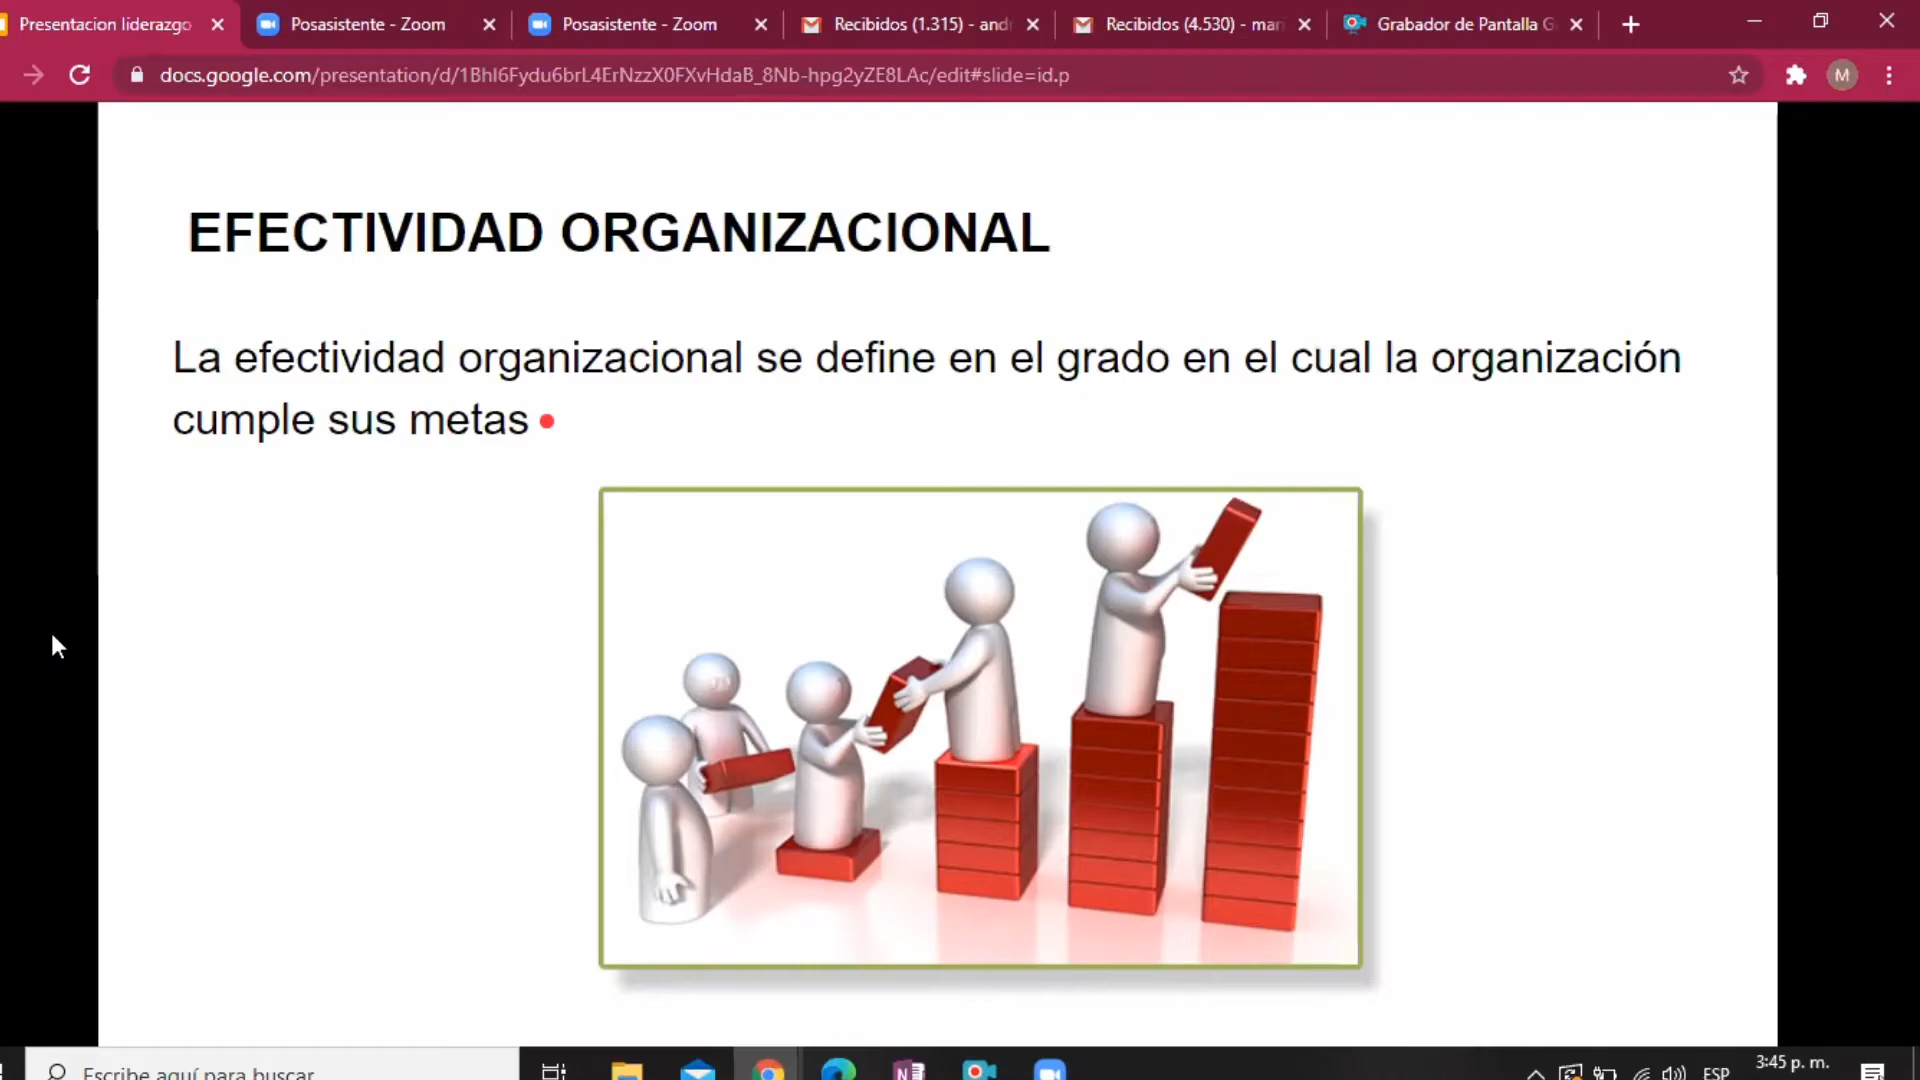 Presentacion liderazgo
Posasistente - Zoom
Posasistente - Zoom
Recibidos (1.315) - and
Recibidos (4.530) - mar
Grabador de Pantalla G
docs.google.com/presentation/d/1BhI6Fydu6brL4ErNzzX0FXvHdaB_8Nb-hpg2yZE8LAc/edit#slide=id.p
M
EFECTIVIDAD ORGANIZACIONAL
La efectividad organizacional se define en el grado en el cual la organización
cumple sus metas
Escribe aquí para buscar
N
ESP
3:45 p. m.